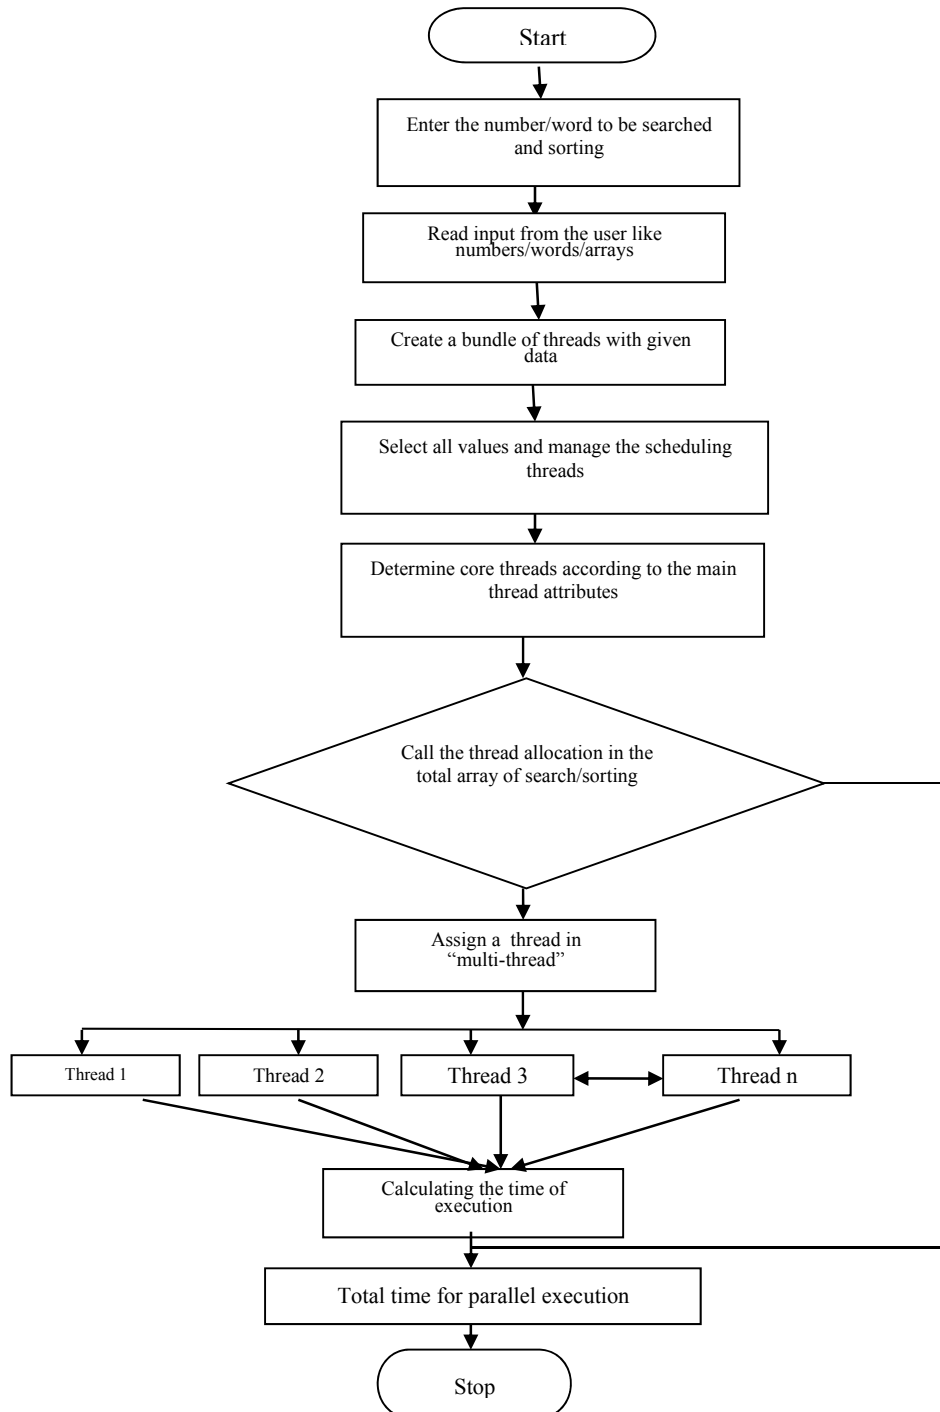 Start
Enter the number/word to be searched
and sorting
Read input from the user like
numbers/words/arrays
Create a bundle of threads with given
data
Select all values and manage the scheduling
threads
Determine core threads according to the main
thread attributes
Call the thread allocation in the
total array of search/sorting
Assign a thread in
“multi-thread”
Thread 1
Thread 2
Thread 3
Thread n
Calculating the time of
execution
Total time for parallel execution
Stop